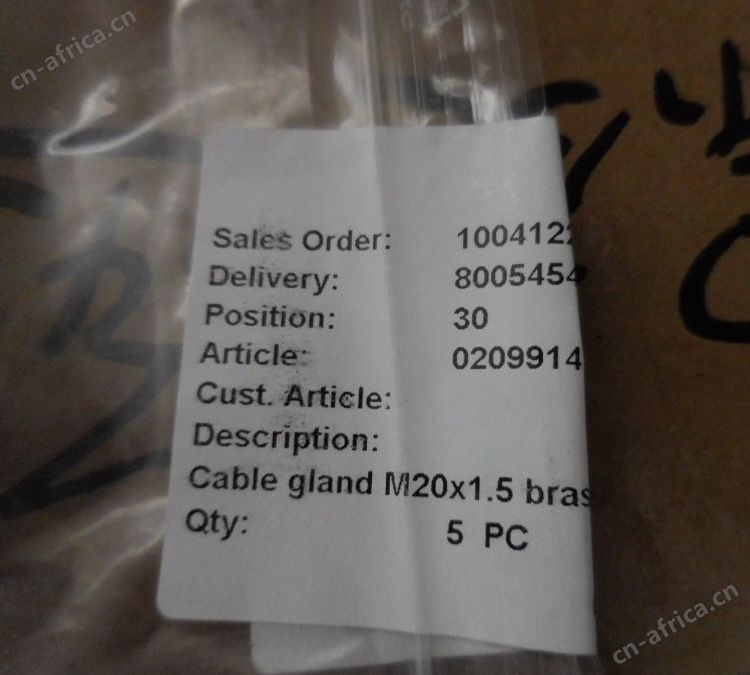 cn-africa.cn
Sales Order: 100412
Delivery: 8005454
Position: 30
Article: 0209914
Cust. Article:
Description:
Cable gland M20x1.5 bras
Qty: 5 PC
cn-africa.cn